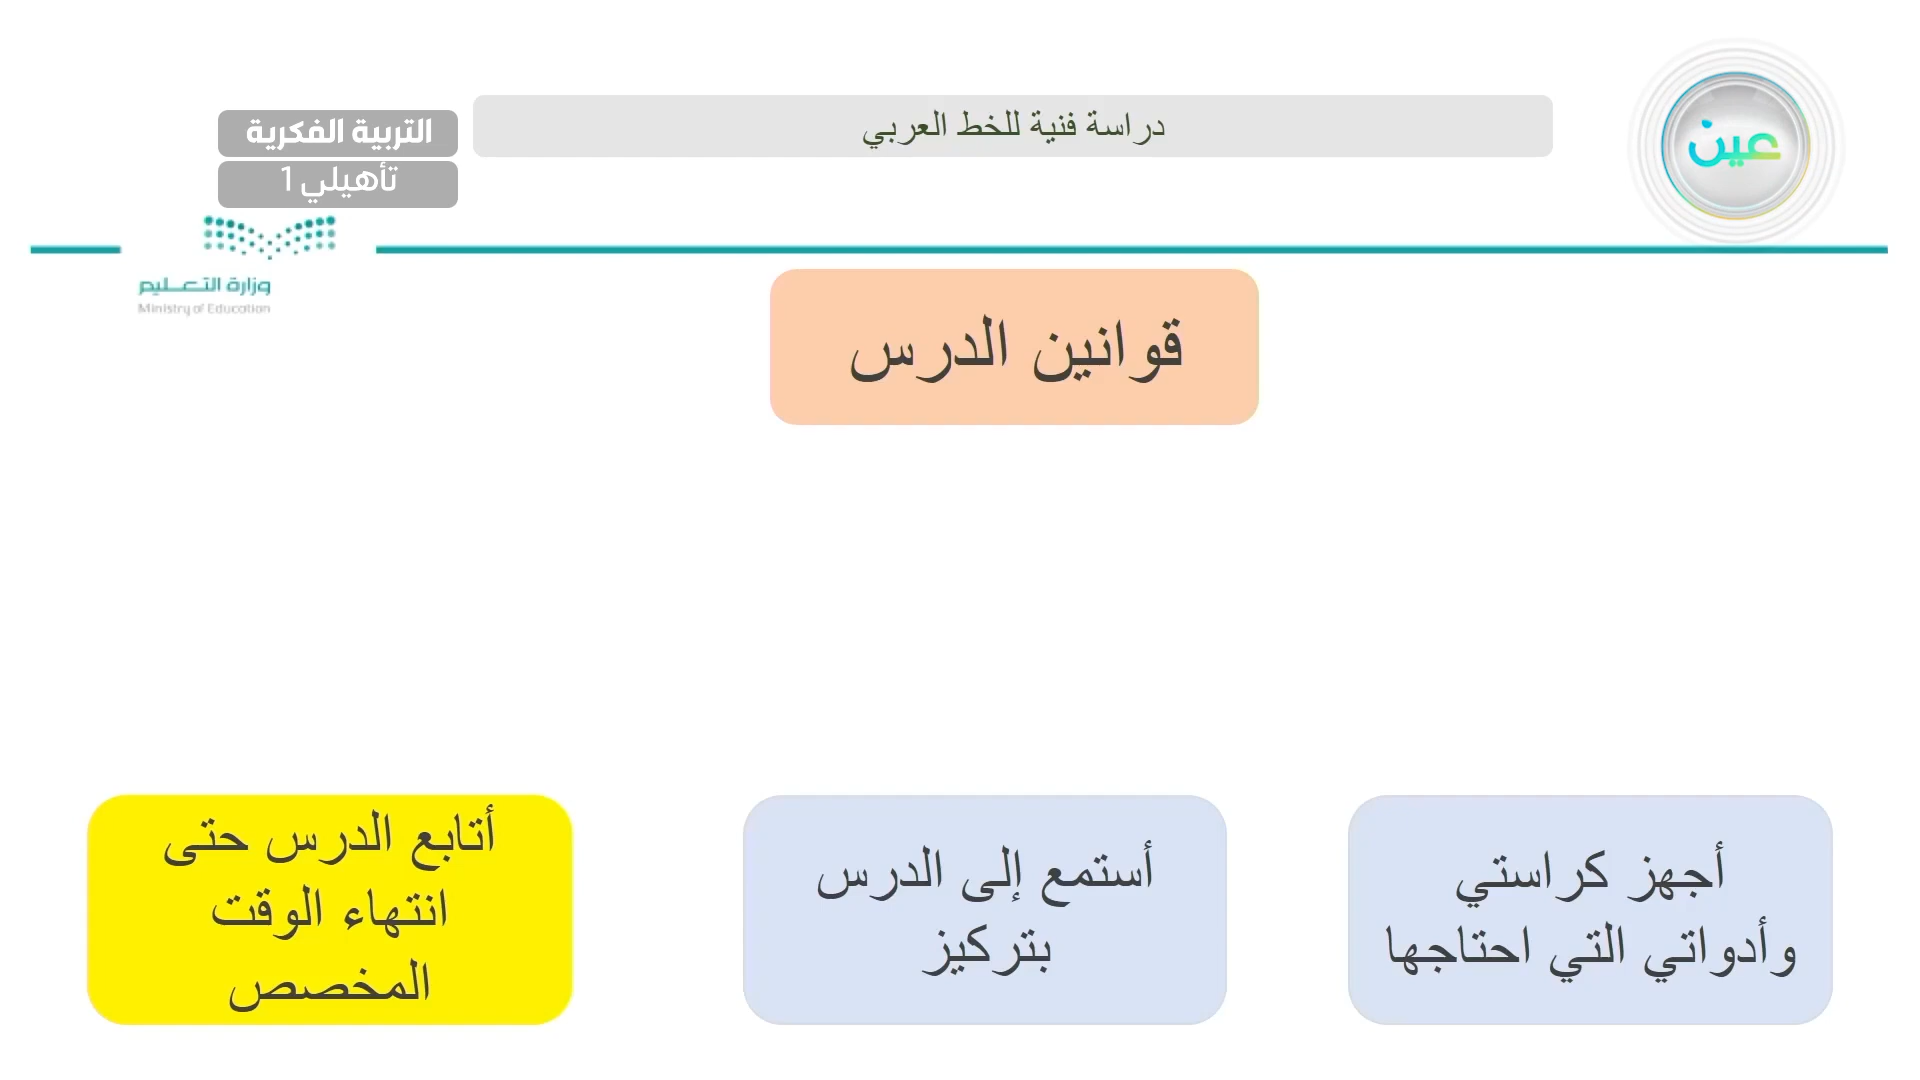 عين
دراسة فنية للخط العربي
التربية الفكرية
تأهيلي 1
وزارة التعـــليم
Ministry of Education
قوانين الدرس
أجهز كراستي
وأدواتي التي احتاجها
أستمع إلى الدرس
بتركيز
أتابع الدرس حتى
انتهاء الوقت
المخصص